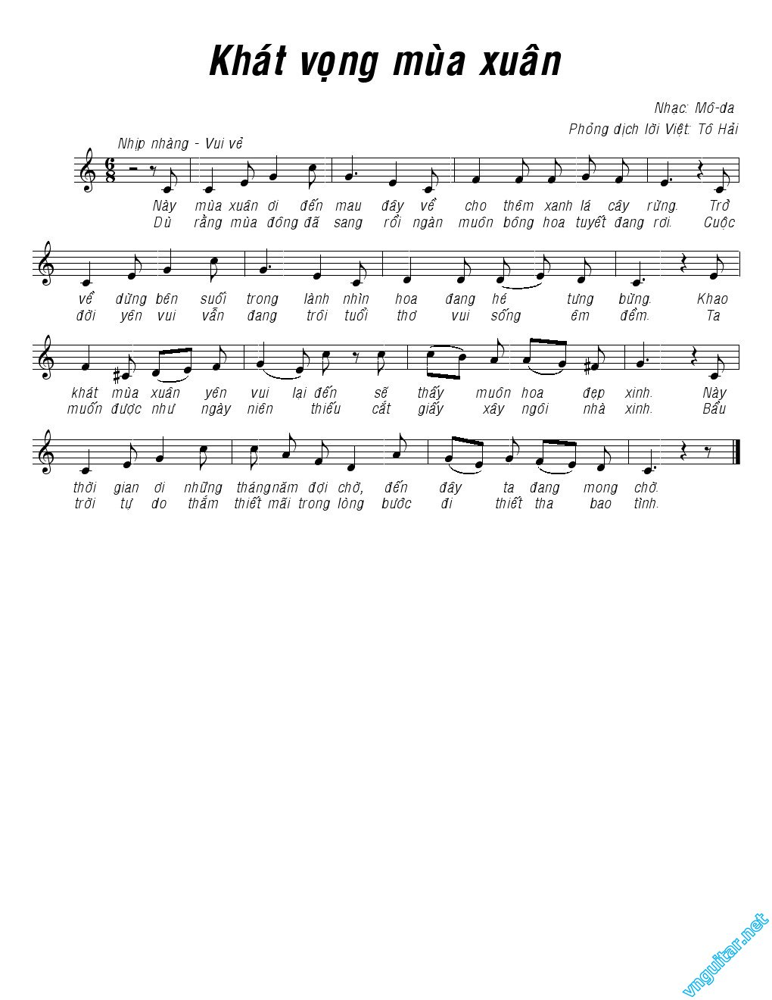 Khát vọng mùa xuân
Nhạc: Mô-da
Phỏng dịch lời Việt: Tô Hải
Nhịp nhàng - Vui vẻ
6
8
Này mùa xuân ơi đến mau đây về cho thêm xanh lá cây rừng. Trở
Dù rằng mùa đông đã sang rồi ngàn muôn bông hoa tuyết đang rơi. Cuộc
về dừng bên suối trong lành nhìn hoa đang hé tưng bừng. Khao
đời yên vui vẫn đang trôi tuổi thơ vui sống êm đềm. Ta
khát mùa xuân yên vui lại đến sẽ thấy muôn hoa đẹp xinh. Này
muốn được như ngày niên thiếu cắt giấy xây ngôi nhà xinh. Bầu
thời gian ơi những tháng năm đợi chờ, đến đây ta đang mong chờ.
trời tự do thắm thiết mãi trong lòng bước đi thiết tha bao tình.
vnguitar.net